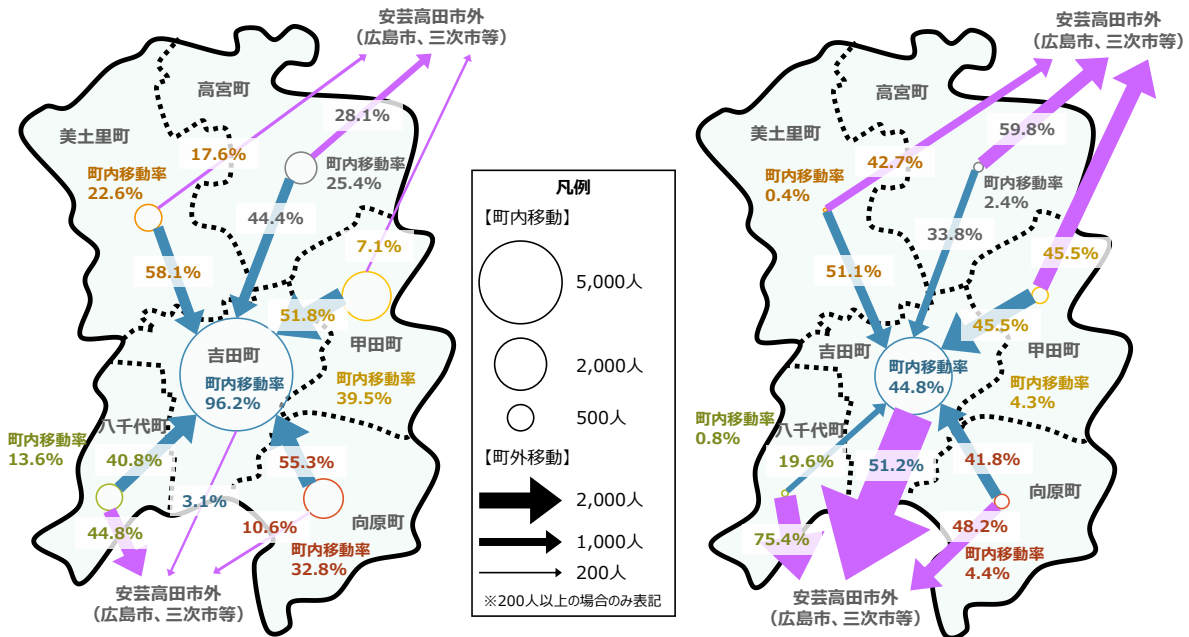 安芸高田市外
（広島市、三次市等）
高宮町
28.1%
美土里町
17.6%
町内移動率
22.6%
町内移動率
25.4%
44.4%
7.1%
58.1%
51.8%
吉田町
甲田町
町内移動率
96.2%
町内移動率
39.5%
八千代町
町内移動率
13.6%
40.8%
55.3%
3.1%
44.8%
10.6%
向原町
町内移動率
32.8%
安芸高田市外
（広島市、三次市等）
凡例
【町内移動】
5,000人
2,000人
500人
【町外移動】
2,000人
1,000人
200人
※200人以上の場合のみ表記
安芸高田市外
（広島市、三次市等）
高宮町
59.8%
美土里町
42.7%
町内移動率
0.4%
町内移動率
2.4%
33.8%
45.5%
51.1%
45.5%
吉田町
甲田町
町内移動率
44.8%
町内移動率
4.3%
町内移動率
0.8%
八千代町
19.6%
51.2%
41.8%
向原町
75.4%
48.2%
町内移動率
4.4%
安芸高田市外
（広島市、三次市等）